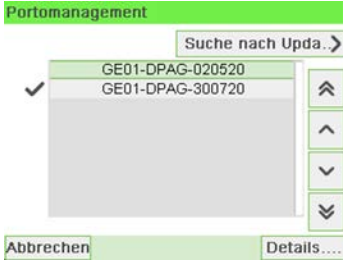 Portomanagement
Suche nach Upda..
GE01-DPAG-020520
GE01-DPAG-300720
Abbrechen
Details....